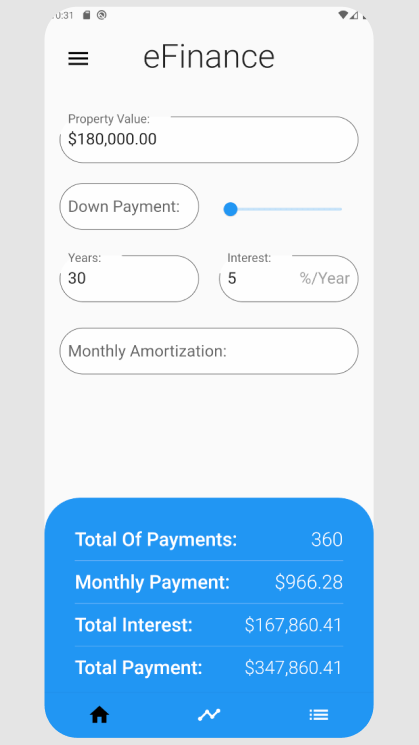 0:31
eFinance
Property Value:
$180,000.00
Down Payment:
Years:
30
Interest:
5 %/Year
Monthly Amortization:
Total Of Payments: 360
Monthly Payment: $966.28
Total Interest: $167,860.41
Total Payment: $347,860.41